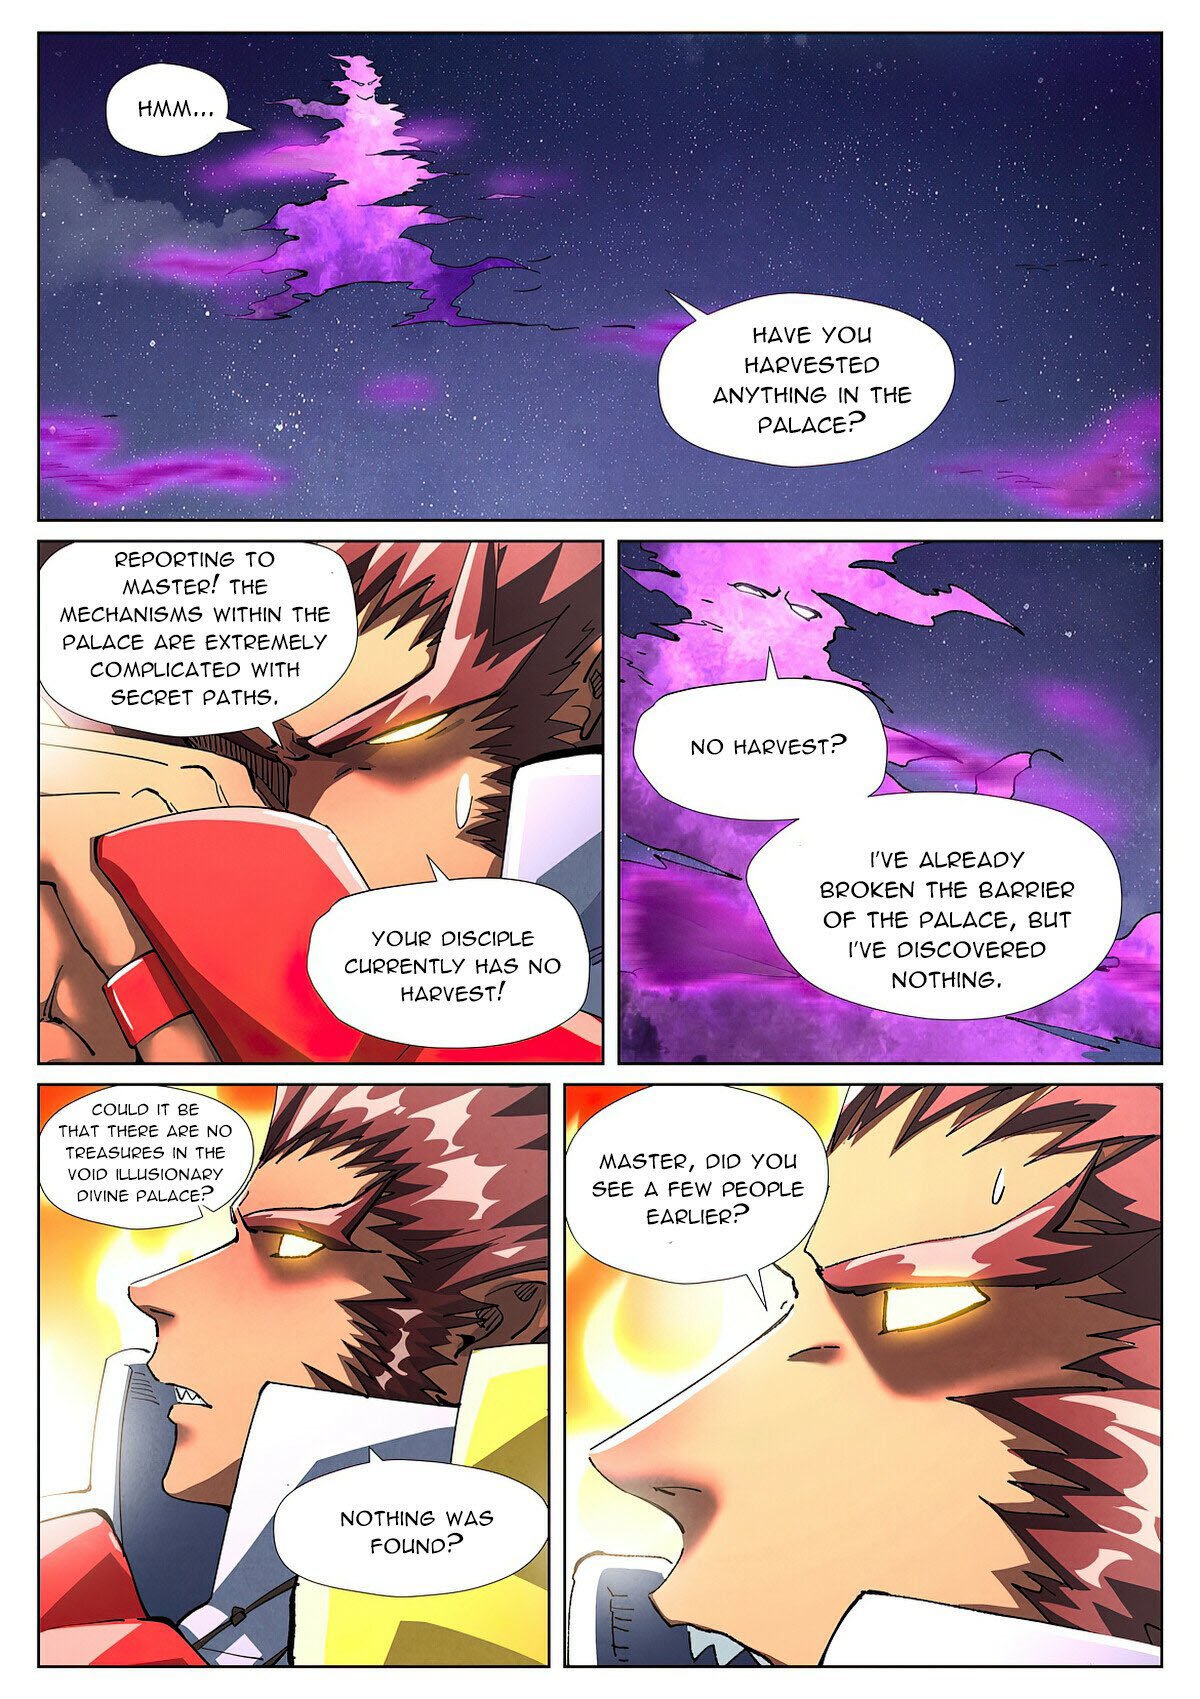 HMM...
HAVE YOU
HARVESTED
ANYTHING IN THE
PALACE?
REPORTING TO
MASTER! THE
MECHANISMS WITHIN THE
PALACE ARE EXTREMELY
COMPLICATED WITH
SECRET PATHS.
YOUR DISCIPLE
CURRENTLY HAS NO
HARVEST!
NO HARVEST?
I'VE ALREADY
BROKEN THE BARRIER
OF THE PALACE, BUT
I'VE DISCOVERED
NOTHING.
COULD IT BE
THAT THERE ARE NO
TREASURES IN THE
VOID ILLUSIONARY
DIVINE PALACE?
NOTHING WAS
FOUND?
MASTER, DID YOU
SEE A FEW PEOPLE
EARLIER?